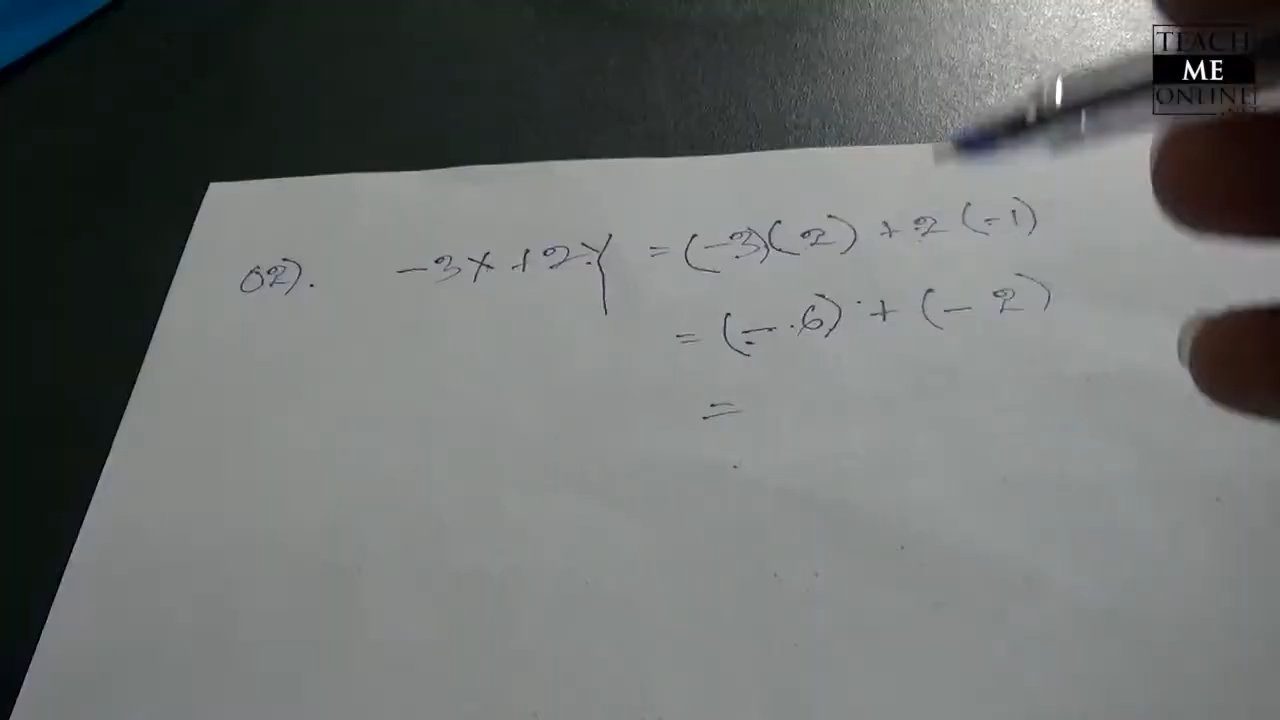 TEACH
ME
ONLINE
02). -3x+2y = (-3)(2) + 2(-1)
= (-6) + (-2)
=